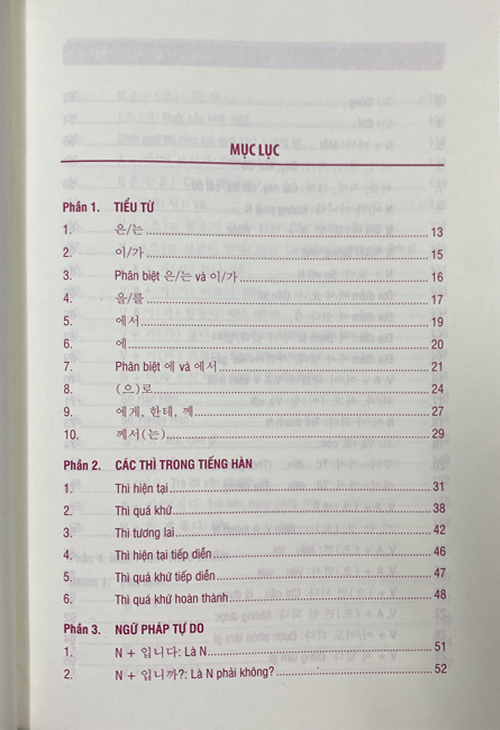 MỤC LỤC
Phần 1. TIỂU TỪ
1. 은/는 13
2. 이/가 15
3. Phân biệt 은/는 và 이/가 16
4. 을/를 17
5. 에서 19
6. 에 20
7. Phân biệt 에 và 에서 21
8. (으)로 24
9. 에게, 한테, 께 27
10. 께서(는) 29
Phần 2. CÁC THÌ TRONG TIẾNG HÀN
1. Thì hiện tại 31
2. Thì quá khứ 38
3. Thì tương lai 42
4. Thì hiện tại tiếp diễn 46
5. Thì quá khứ tiếp diễn 47
6. Thì quá khứ hoàn thành 48
Phần 3. NGỮ PHÁP TỰ DO
1. N + 입니다: Là N 51
2. N + 입니까?: Là N phải không? 52